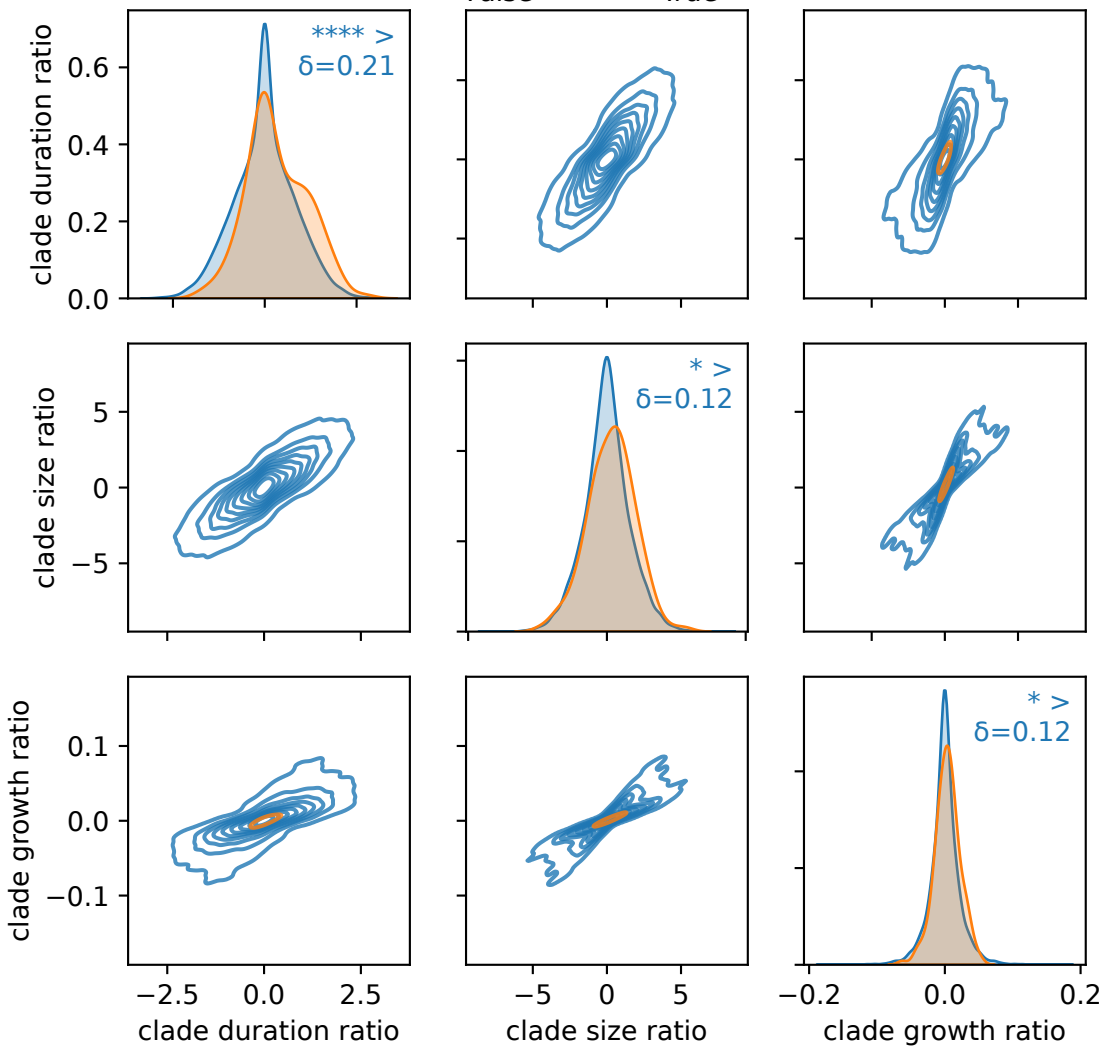 clade duration ratio
0.6
0.4
0.2
0.0
**** >
δ=0.21
clade size ratio
5
0
−5
* >
δ=0.12
clade growth ratio
0.1
0.0
−0.1
* >
δ=0.12
−2.5 0.0 2.5
−5 0 5
−0.2 0.0 0.2
clade duration ratio
clade size ratio
clade growth ratio